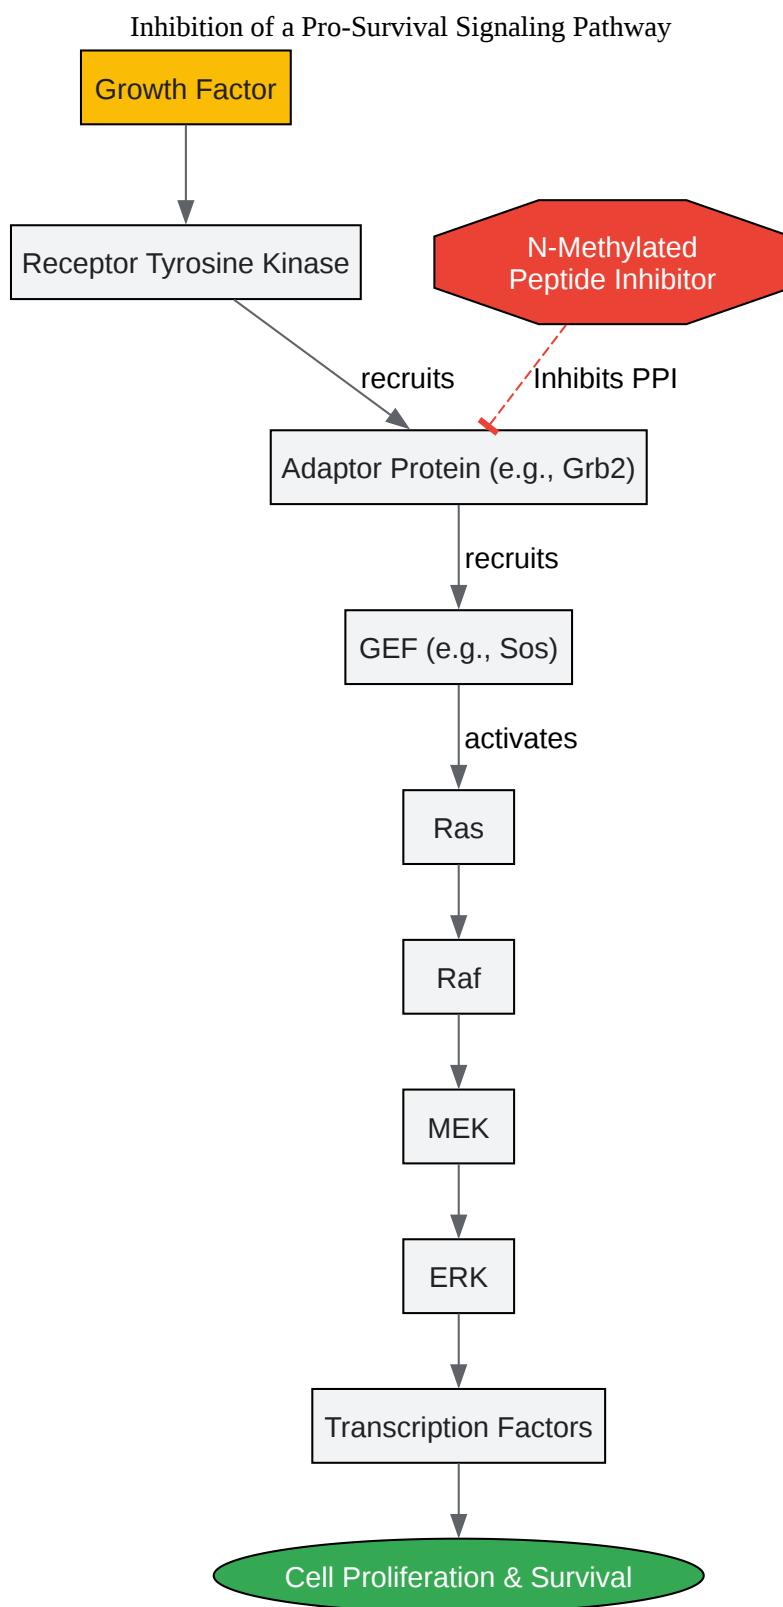 Inhibition of a Pro-Survival Signaling Pathway
Growth Factor
Receptor Tyrosine Kinase
N-Methylated
Peptide Inhibitor
recruits
Inhibits PPI
Adaptor Protein (e.g., Grb2)
recruits
GEF (e.g., Sos)
activates
Ras
Raf
MEK
ERK
Transcription Factors
Cell Proliferation & Survival